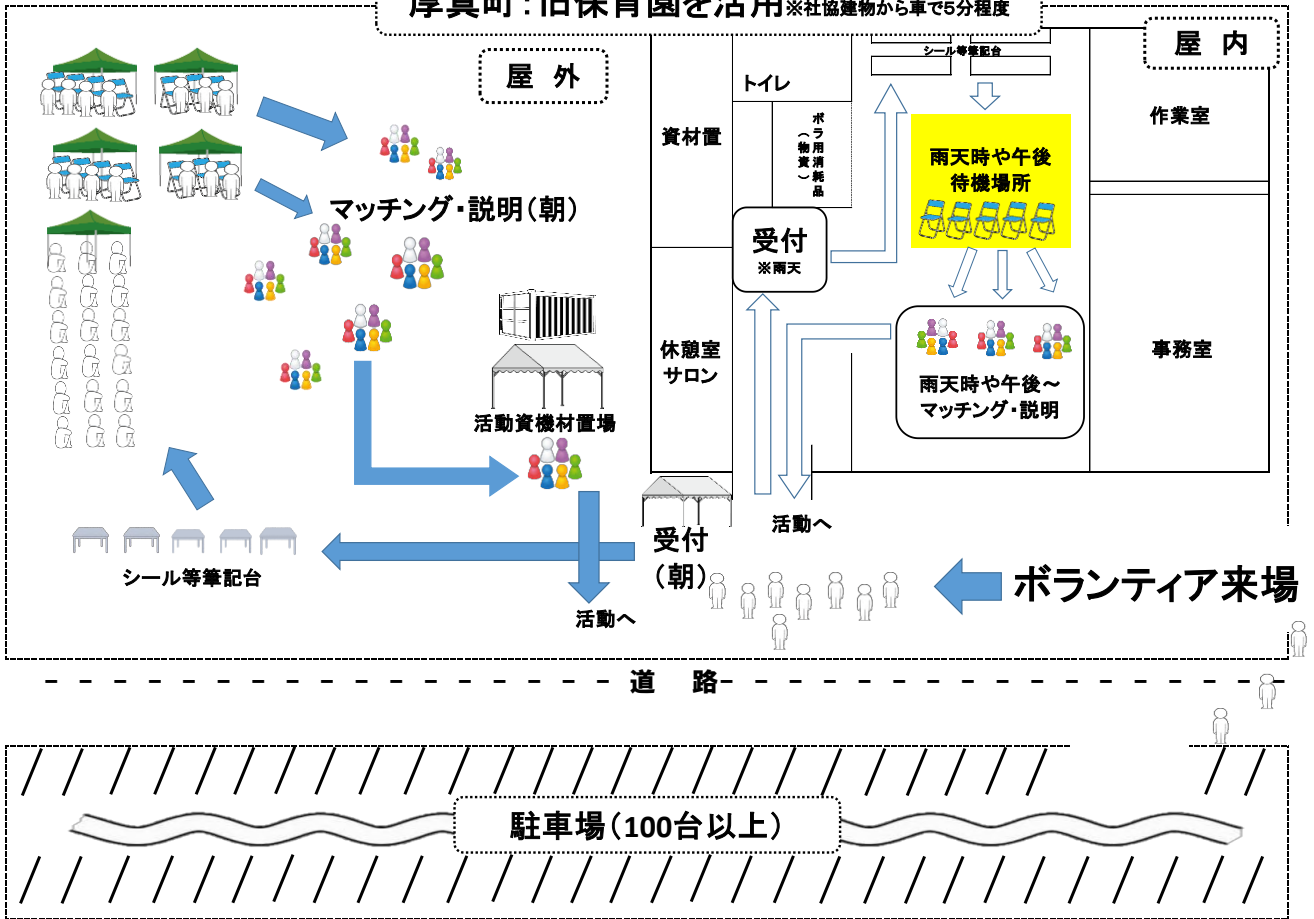 厚真町：旧保育園を活用※社協建物から車で5分程度
屋 外
屋 内
シール等筆記台
トイレ
資材置
ボラ用消耗品
（物資）
作業室
雨天時や午後
待機場所
マッチング・説明（朝）
受付
※雨天
休憩室
サロン
事務室
雨天時や午後～
マッチング・説明
活動資機材置場
活動へ
受付
（朝）
シール等筆記台
活動へ
ボランティア来場
道 路
駐車場（100台以上）